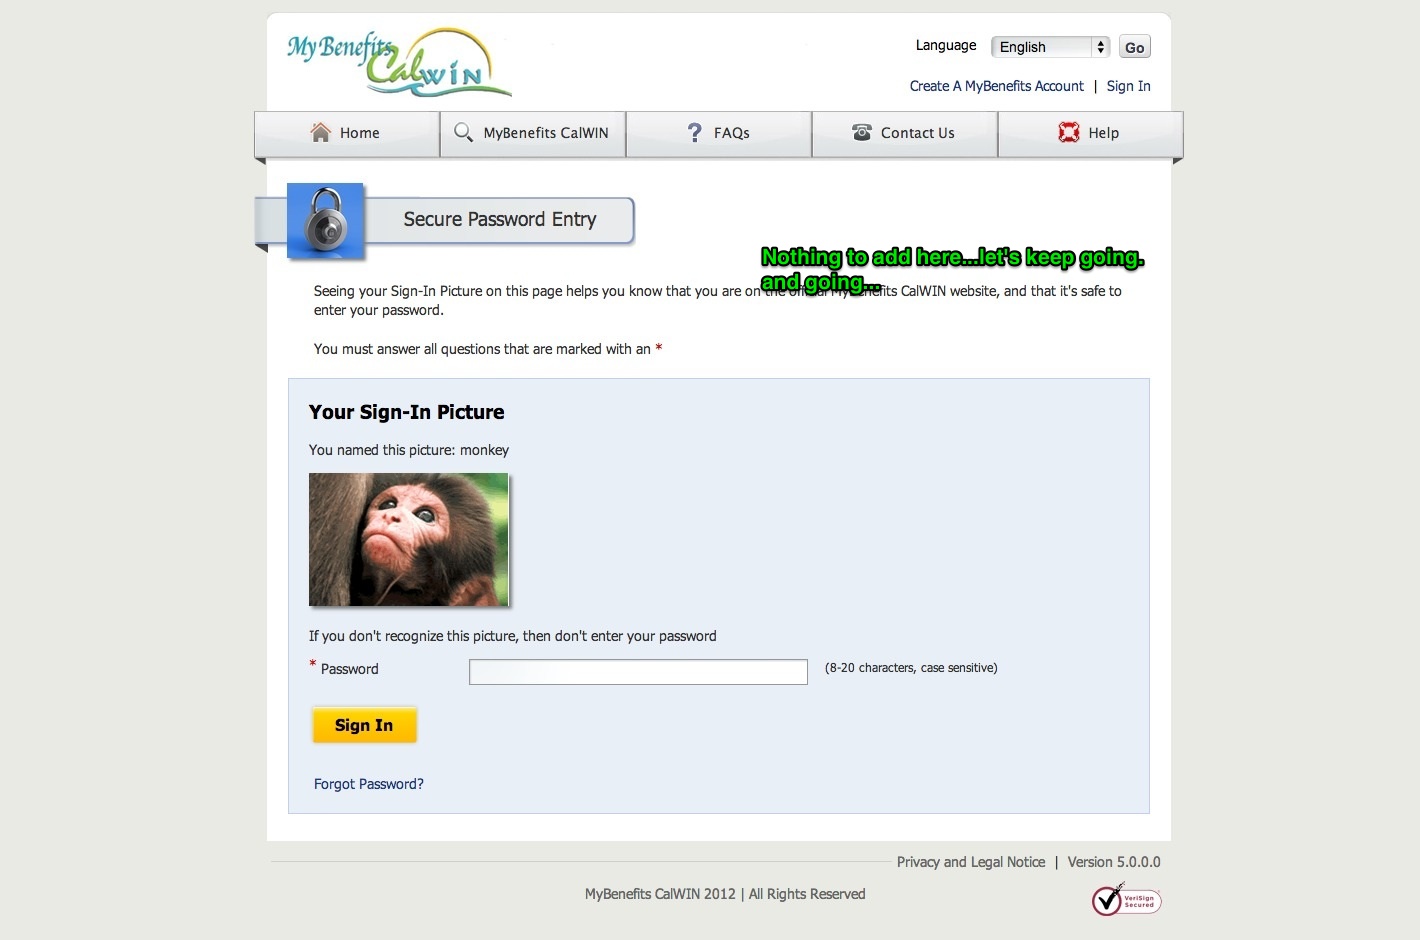 My Benefits
CalWIN
Language English Go
Create A MyBenefits Account | Sign In
Home MyBenefits CalWIN FAQs Contact Us Help
Secure Password Entry
Nothing to add here...let's keep going.
and going...
Seeing your Sign-In Picture on this page helps you know that you are on the official MyBenefits CalWIN website, and that it's safe to
enter your password.
You must answer all questions that are marked with an *
Your Sign-In Picture
You named this picture: monkey
If you don't recognize this picture, then don't enter your password
* Password (8-20 characters, case sensitive)
Sign In
Forgot Password?
Privacy and Legal Notice | Version 5.0.0.0
MyBenefits CalWIN 2012 | All Rights Reserved
VeriSign
Secured